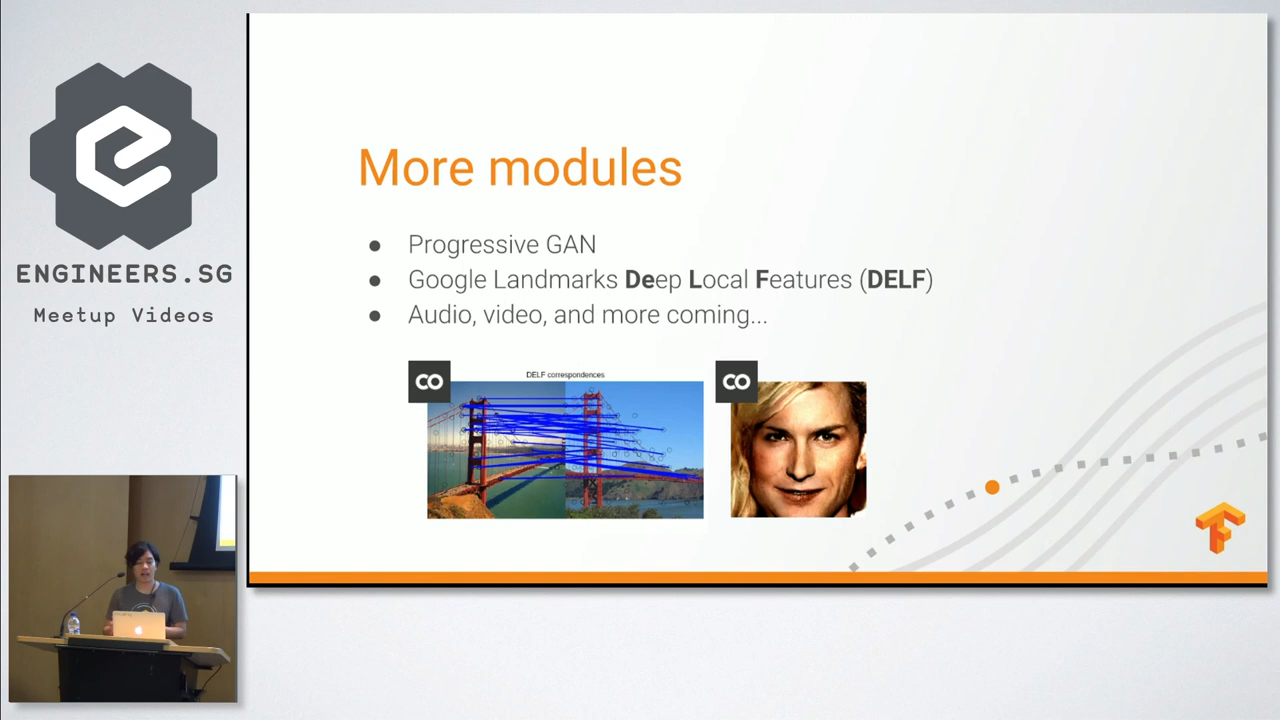 ENGINEERS.SG
Meetup Videos
More modules
● Progressive GAN
● Google Landmarks Deep Local Features (DELF)
● Audio, video, and more coming...
CO
DELF correspondences
CO